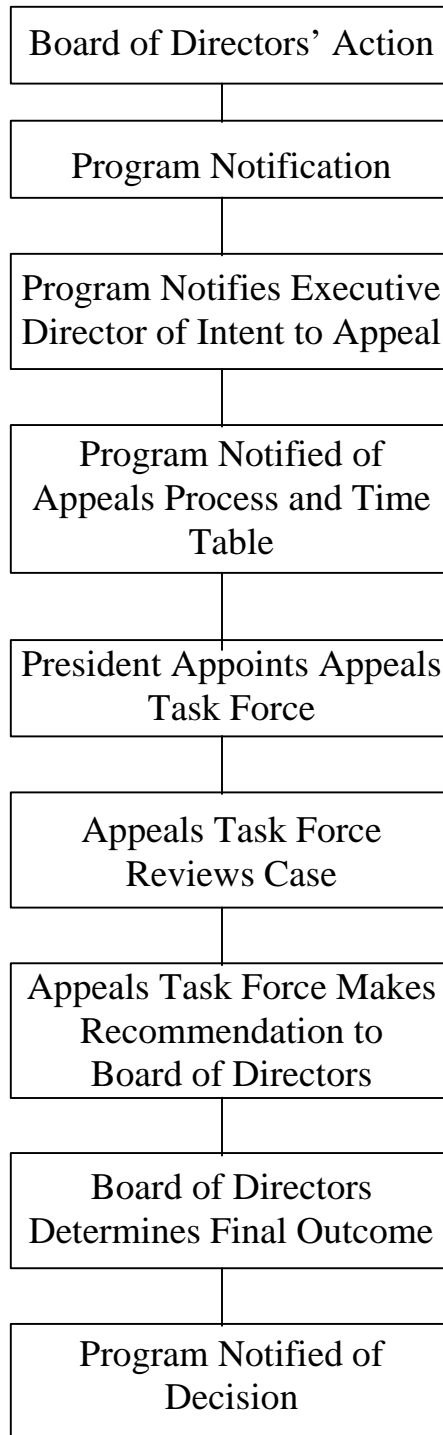 Board of Directors’ Action
Program Notification
Program Notifies Executive
Director of Intent to Appeal
Program Notified of
Appeals Process and Time
Table
President Appoints Appeals
Task Force
Appeals Task Force
Reviews Case
Appeals Task Force Makes
Recommendation to
Board of Directors
Board of Directors
Determines Final Outcome
Program Notified of
Decision